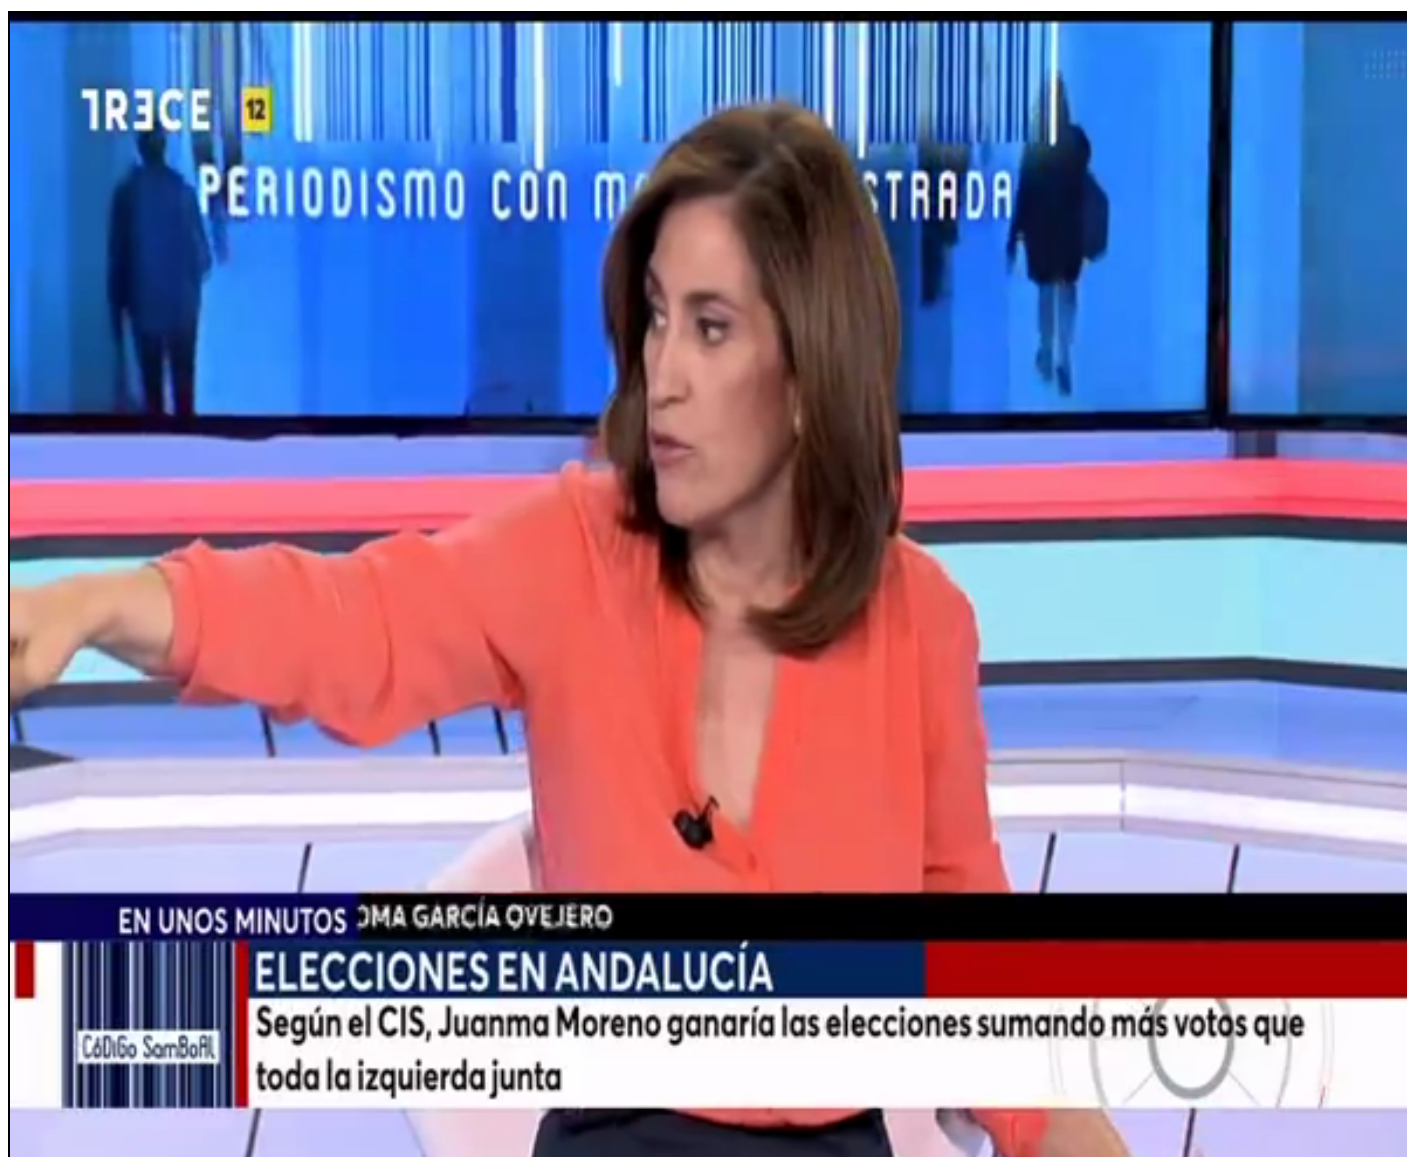 TRECE 12
PERIODISMO CON STRADA
EN UNOS MINUTOS OMA GARCÍA OVEJERO
ELECCIONES EN ANDALUCÍA
CóDiGo SamBoAL
Según el CIS, Juanma Moreno ganaría las elecciones sumando más votos que
toda la izquierda junta